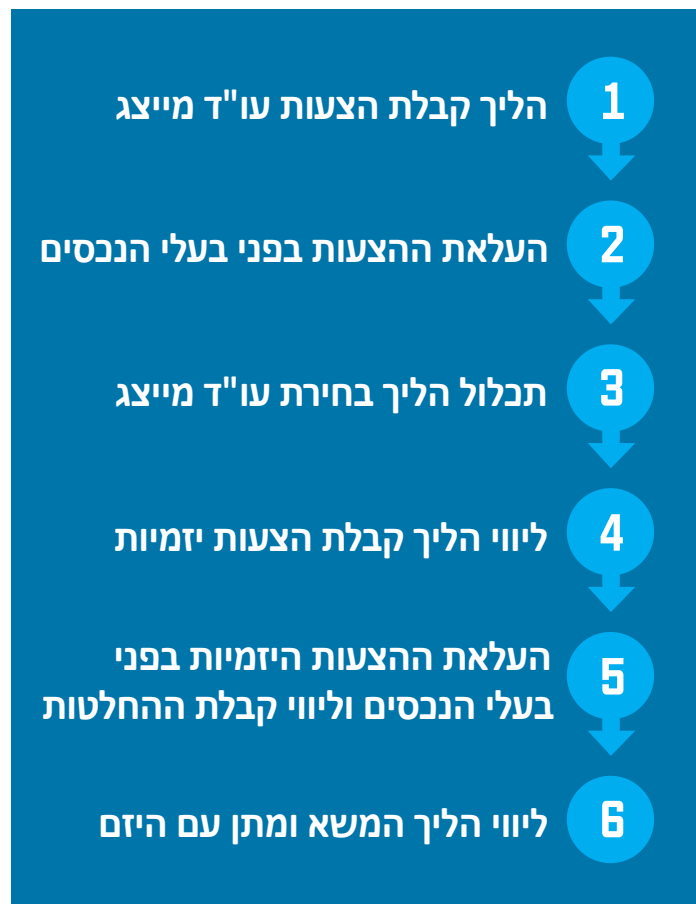 1 הליך קבלת הצעות עו"ד מייצג
2 העלאת ההצעות בפני בעלי הנכסים
3 תכלול הליך בחירת עו"ד מייצג
4 ליווי הליך קבלת הצעות יזמיות
5 העלאת ההצעות היזמיות בפני
בעלי הנכסים וליווי קבלת ההחלטות
6 ליווי הליך המשא ומתן עם היזם